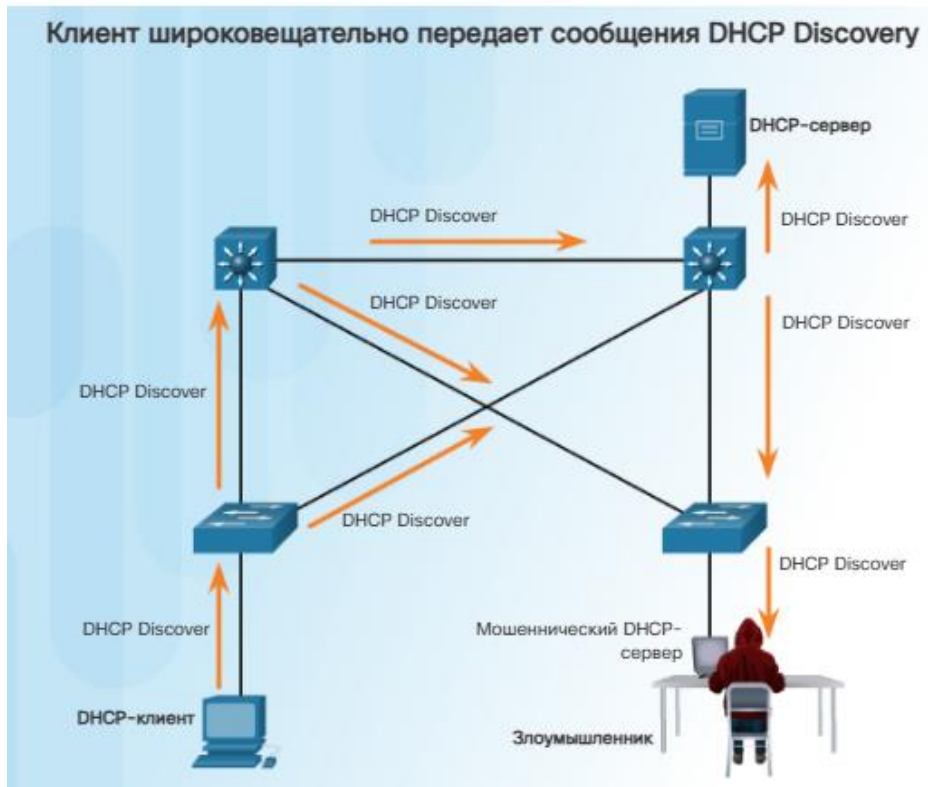 Клиент широковещательно передает сообщения DHCP Discovery
DHCP-сервер
DHCP Discover
DHCP Discover
DHCP Discover
DHCP Discover
DHCP Discover
DHCP Discover
DHCP Discover
DHCP Discover
Мошеннический DHCP-
сервер
DHCP-клиент
Злоумышленник